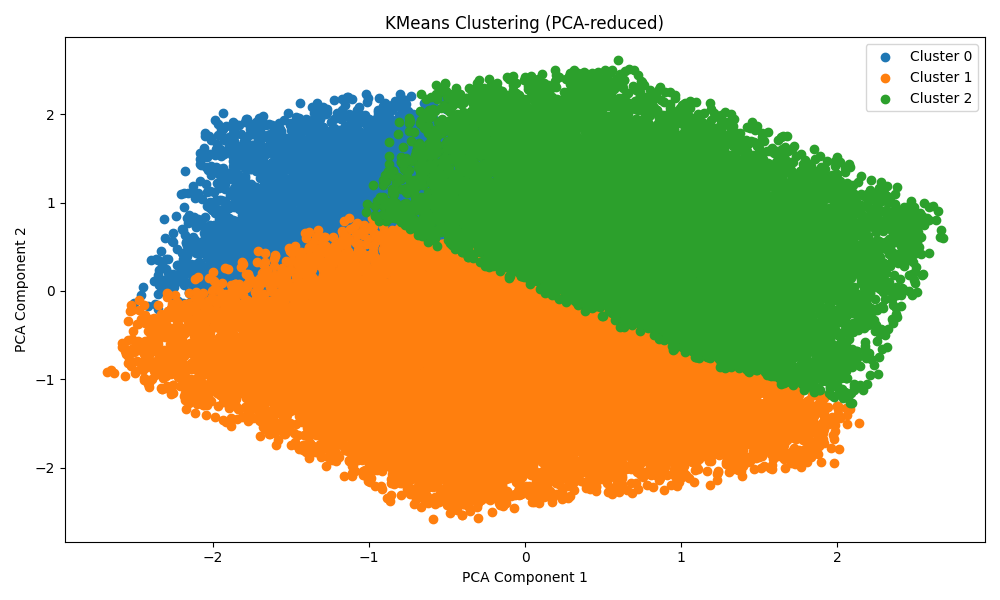 KMeans Clustering (PCA-reduced)
Cluster 0
Cluster 1
Cluster 2
PCA Component 2
2
1
0
−1
−2
−2
−1
0
1
2
PCA Component 1